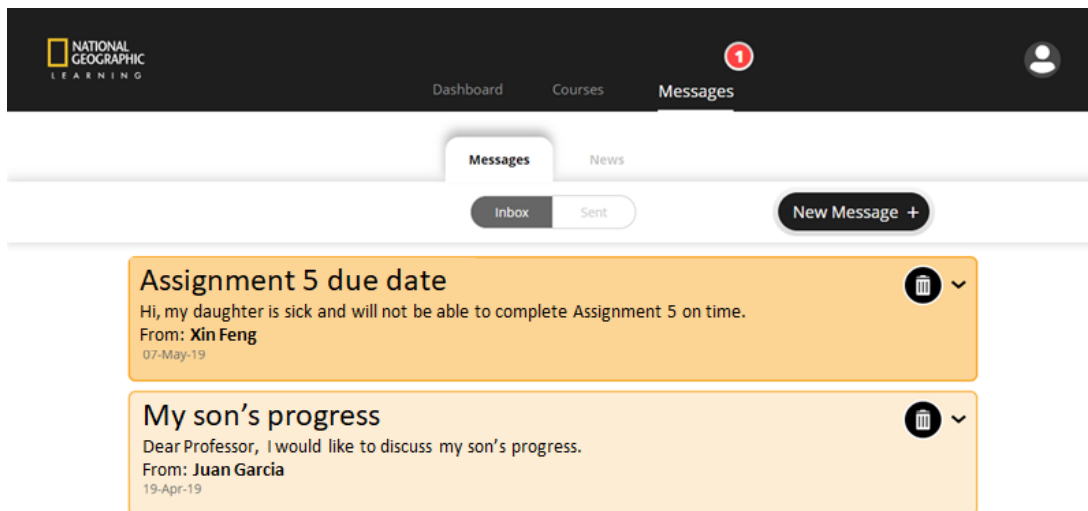 NATIONAL
GEOGRAPHIC
LEARNING
1
Dashboard Courses Messages
Messages News
Inbox Sent New Message +
Assignment 5 due date
Hi, my daughter is sick and will not be able to complete Assignment 5 on time.
From: Xin Feng
07-May-19
My son’s progress
Dear Professor, I would like to discuss my son’s progress.
From: Juan Garcia
19-Apr-19